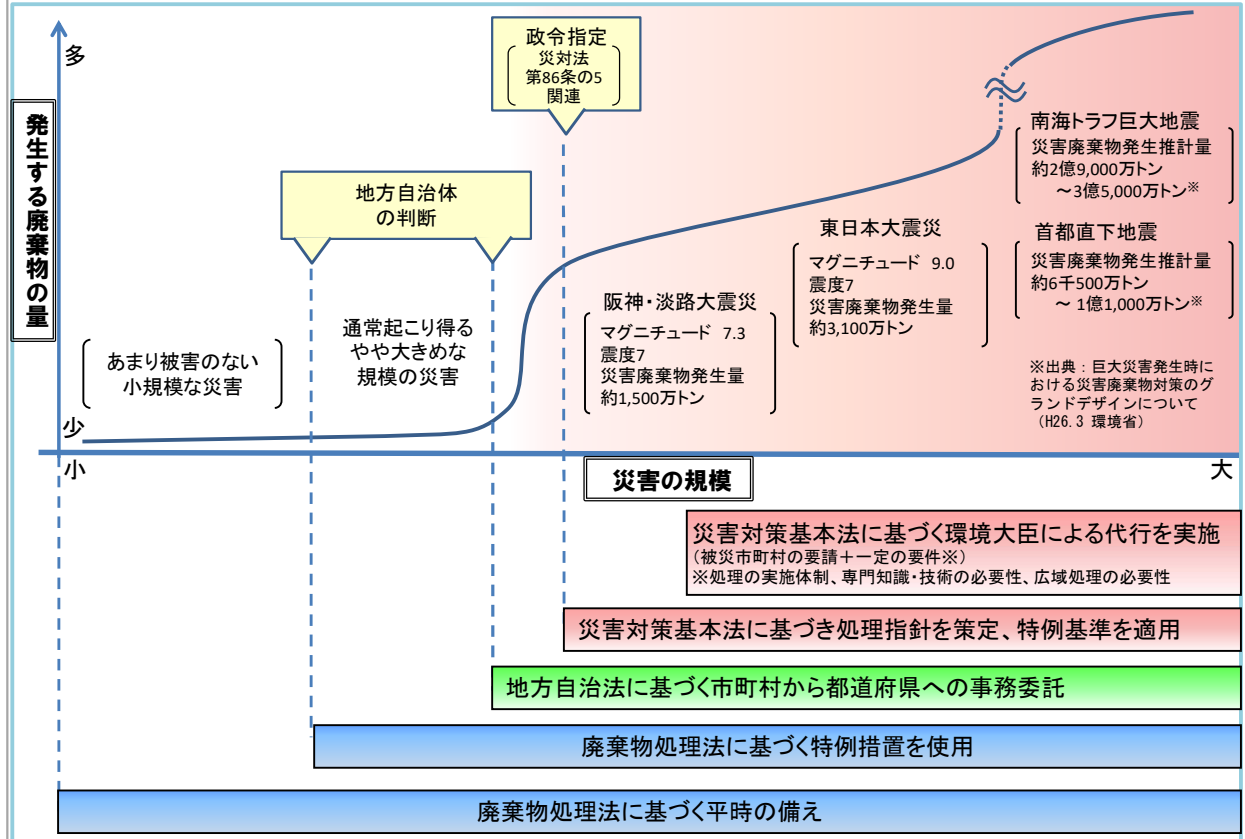 多
発生する廃棄物の量
少
小
政令指定
災対法
第86条の5
関連
地方自治体
の判断
あまり被害のない
小規模な災害
通常起こり得る
やや大きめな
規模の災害
阪神・淡路大震災
マグニチュード 7.3
震度7
災害廃棄物発生量
約1,500万トン
東日本大震災
マグニチュード 9.0
震度7
災害廃棄物発生量
約3,100万トン
南海トラフ巨大地震
災害廃棄物発生推計量
約2億9,000万トン
～3億5,000万トン※
首都直下地震
災害廃棄物発生推計量
約6千500万トン
～ 1億1,000万トン※
※出典：巨大災害発生時に
おける災害廃棄物対策のグ
ランドデザインについて
（H26.3 環境省）
災害の規模
大
災害対策基本法に基づく環境大臣による代行を実施
（被災市町村の要請＋一定の要件※）
※処理の実施体制、専門知識・技術の必要性、広域処理の必要性
災害対策基本法に基づき処理指針を策定、特例基準を適用
地方自治法に基づく市町村から都道府県への事務委託
廃棄物処理法に基づく特例措置を使用
廃棄物処理法に基づく平時の備え